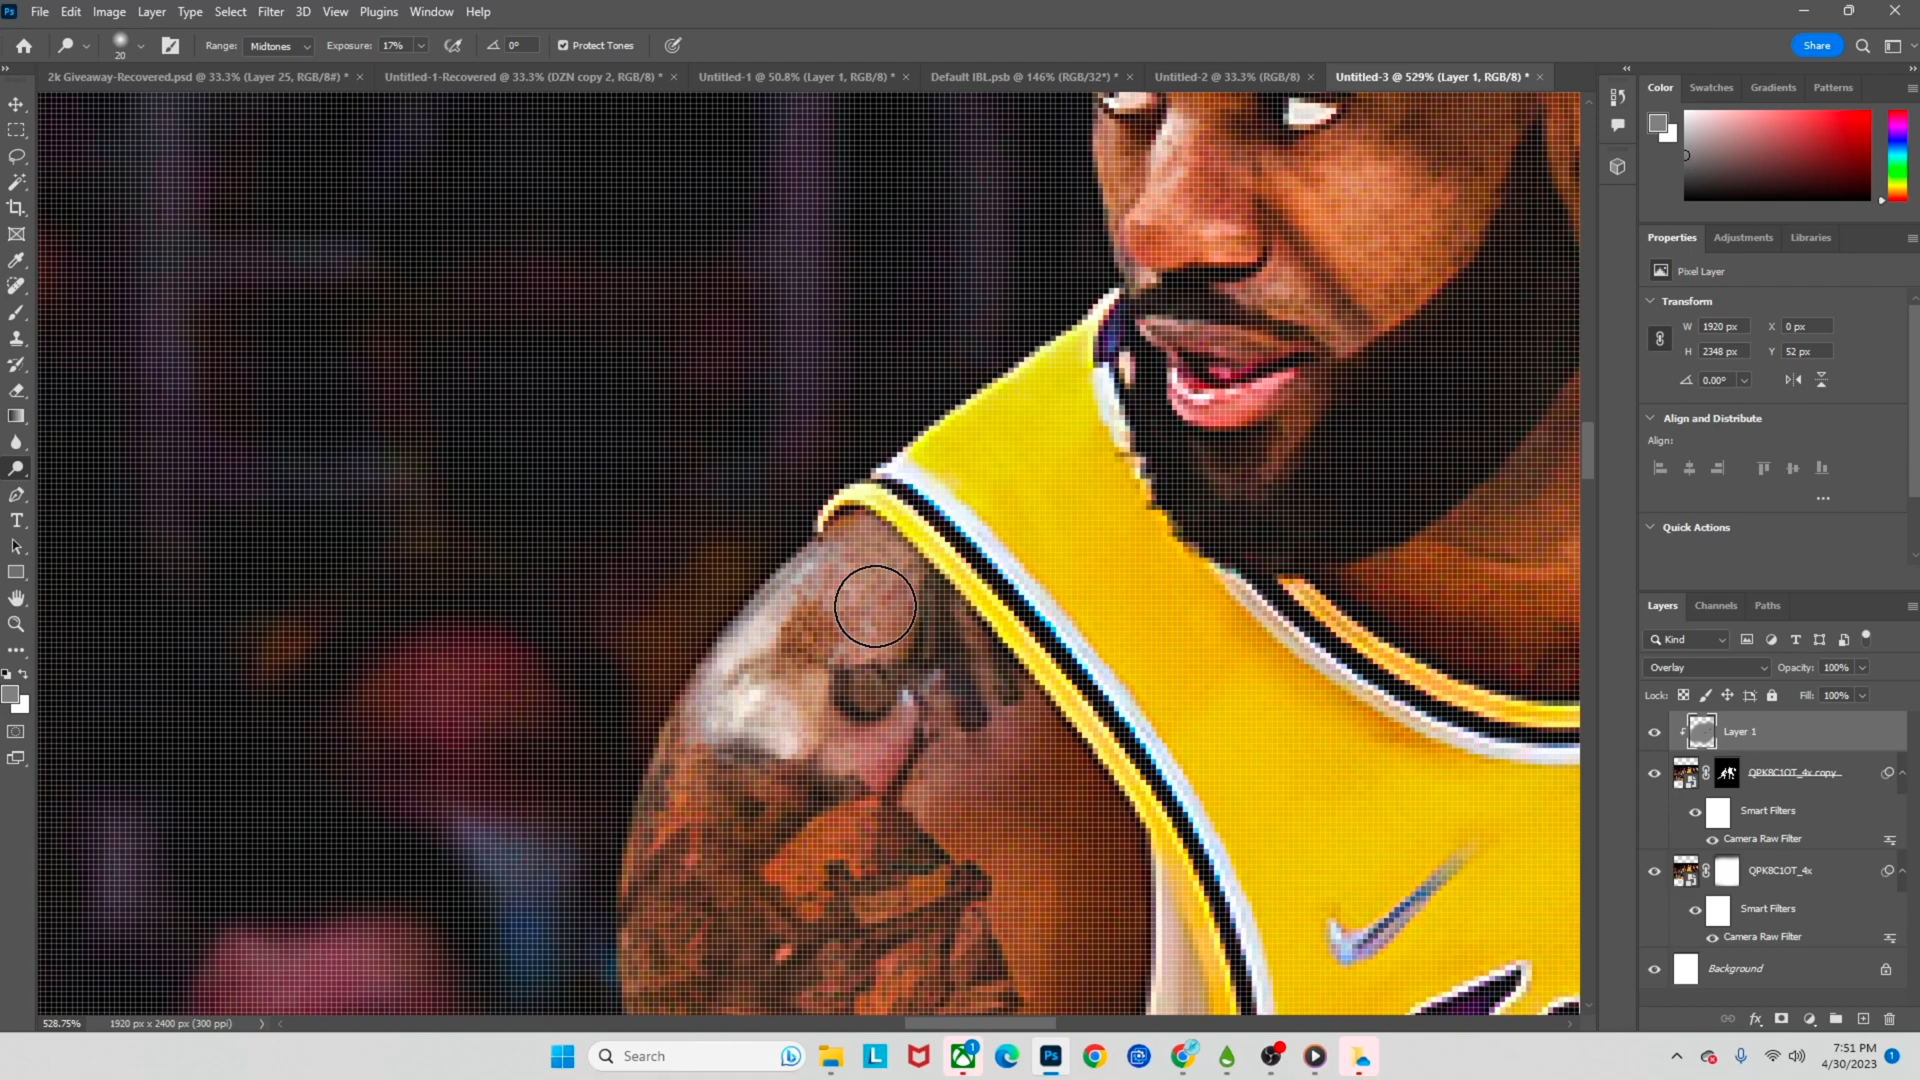 Ps File Edit Image Layer Type Select Filter 3D View Plugins Window Help
20 Range: Midtones Exposure: 17% 0° Protect Tones Share
2k Giveaway-Recovered.psd @ 33.3% (Layer 25, RGB/8#) * × Untitled-1-Recovered @ 33.3% (DZN copy 2, RGB/8) * × Untitled-1 @ 50.8% (Layer 1, RGB/8) * × Default IBL.psb @ 146% (RGB/32*) * × Untitled-2 @ 33.3% (RGB/8) × Untitled-3 @ 529% (Layer 1, RGB/8) * ×
Color Swatches Gradients Patterns
Properties Adjustments Libraries
Pixel Layer
Transform
W 1920 px X 0 px
H 2348 px Y 52 px
0.00°
Align and Distribute
Align:
Quick Actions
Layers Channels Paths
Kind
Overlay Opacity: 100%
Lock: Fill: 100%
Layer 1
QPK8C1OT_4x copy
Smart Filters
Camera Raw Filter
QPK8C1OT_4x
Smart Filters
Camera Raw Filter
Background
fx
528.75% 1920 px x 2400 px (300 ppi)
Search L 1 Ps
7:51 PM
4/30/2023 1